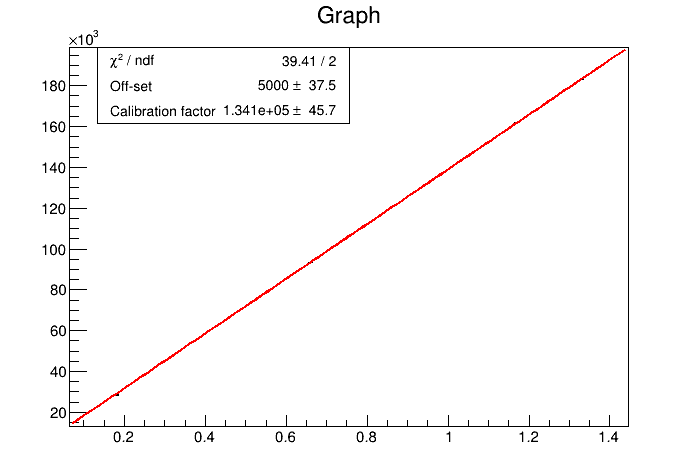 Graph
×10³
χ² / ndf 39.41 / 2
Off-set 5000 ± 37.5
Calibration factor 1.341e+05 ± 45.7
180
160
140
120
100
80
60
40
20
0.2 0.4 0.6 0.8 1 1.2 1.4